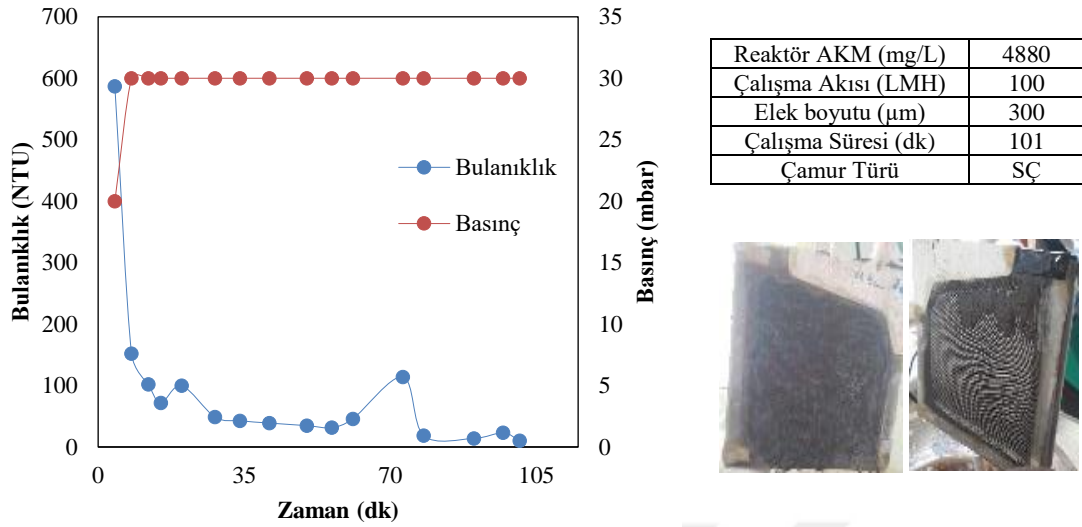 700
600
500
400
300
200
100
0
Bulanıklık (NTU)
35
30
25
20
15
10
5
0
Basınç (mbar)
0 35 70 105
Zaman (dk)
Bulanıklık
Basınç
Reaktör AKM (mg/L) 4880
Çalışma Akısı (LMH) 100
Elek boyutu (µm) 300
Çalışma Süresi (dk) 101
Çamur Türü SÇ